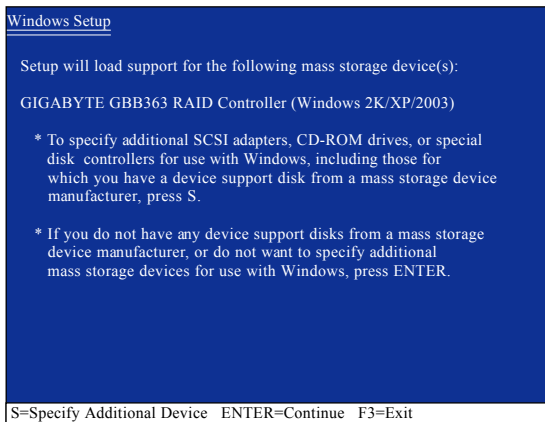 Windows Setup
Setup will load support for the following mass storage device(s):
GIGABYTE GBB363 RAID Controller (Windows 2K/XP/2003)
* To specify additional SCSI adapters, CD-ROM drives, or special
disk controllers for use with Windows, including those for
which you have a device support disk from a mass storage device
manufacturer, press S.
* If you do not have any device support disks from a mass storage
device manufacturer, or do not want to specify additional
mass storage devices for use with Windows, press ENTER.
S=Specify Additional Device ENTER=Continue F3=Exit